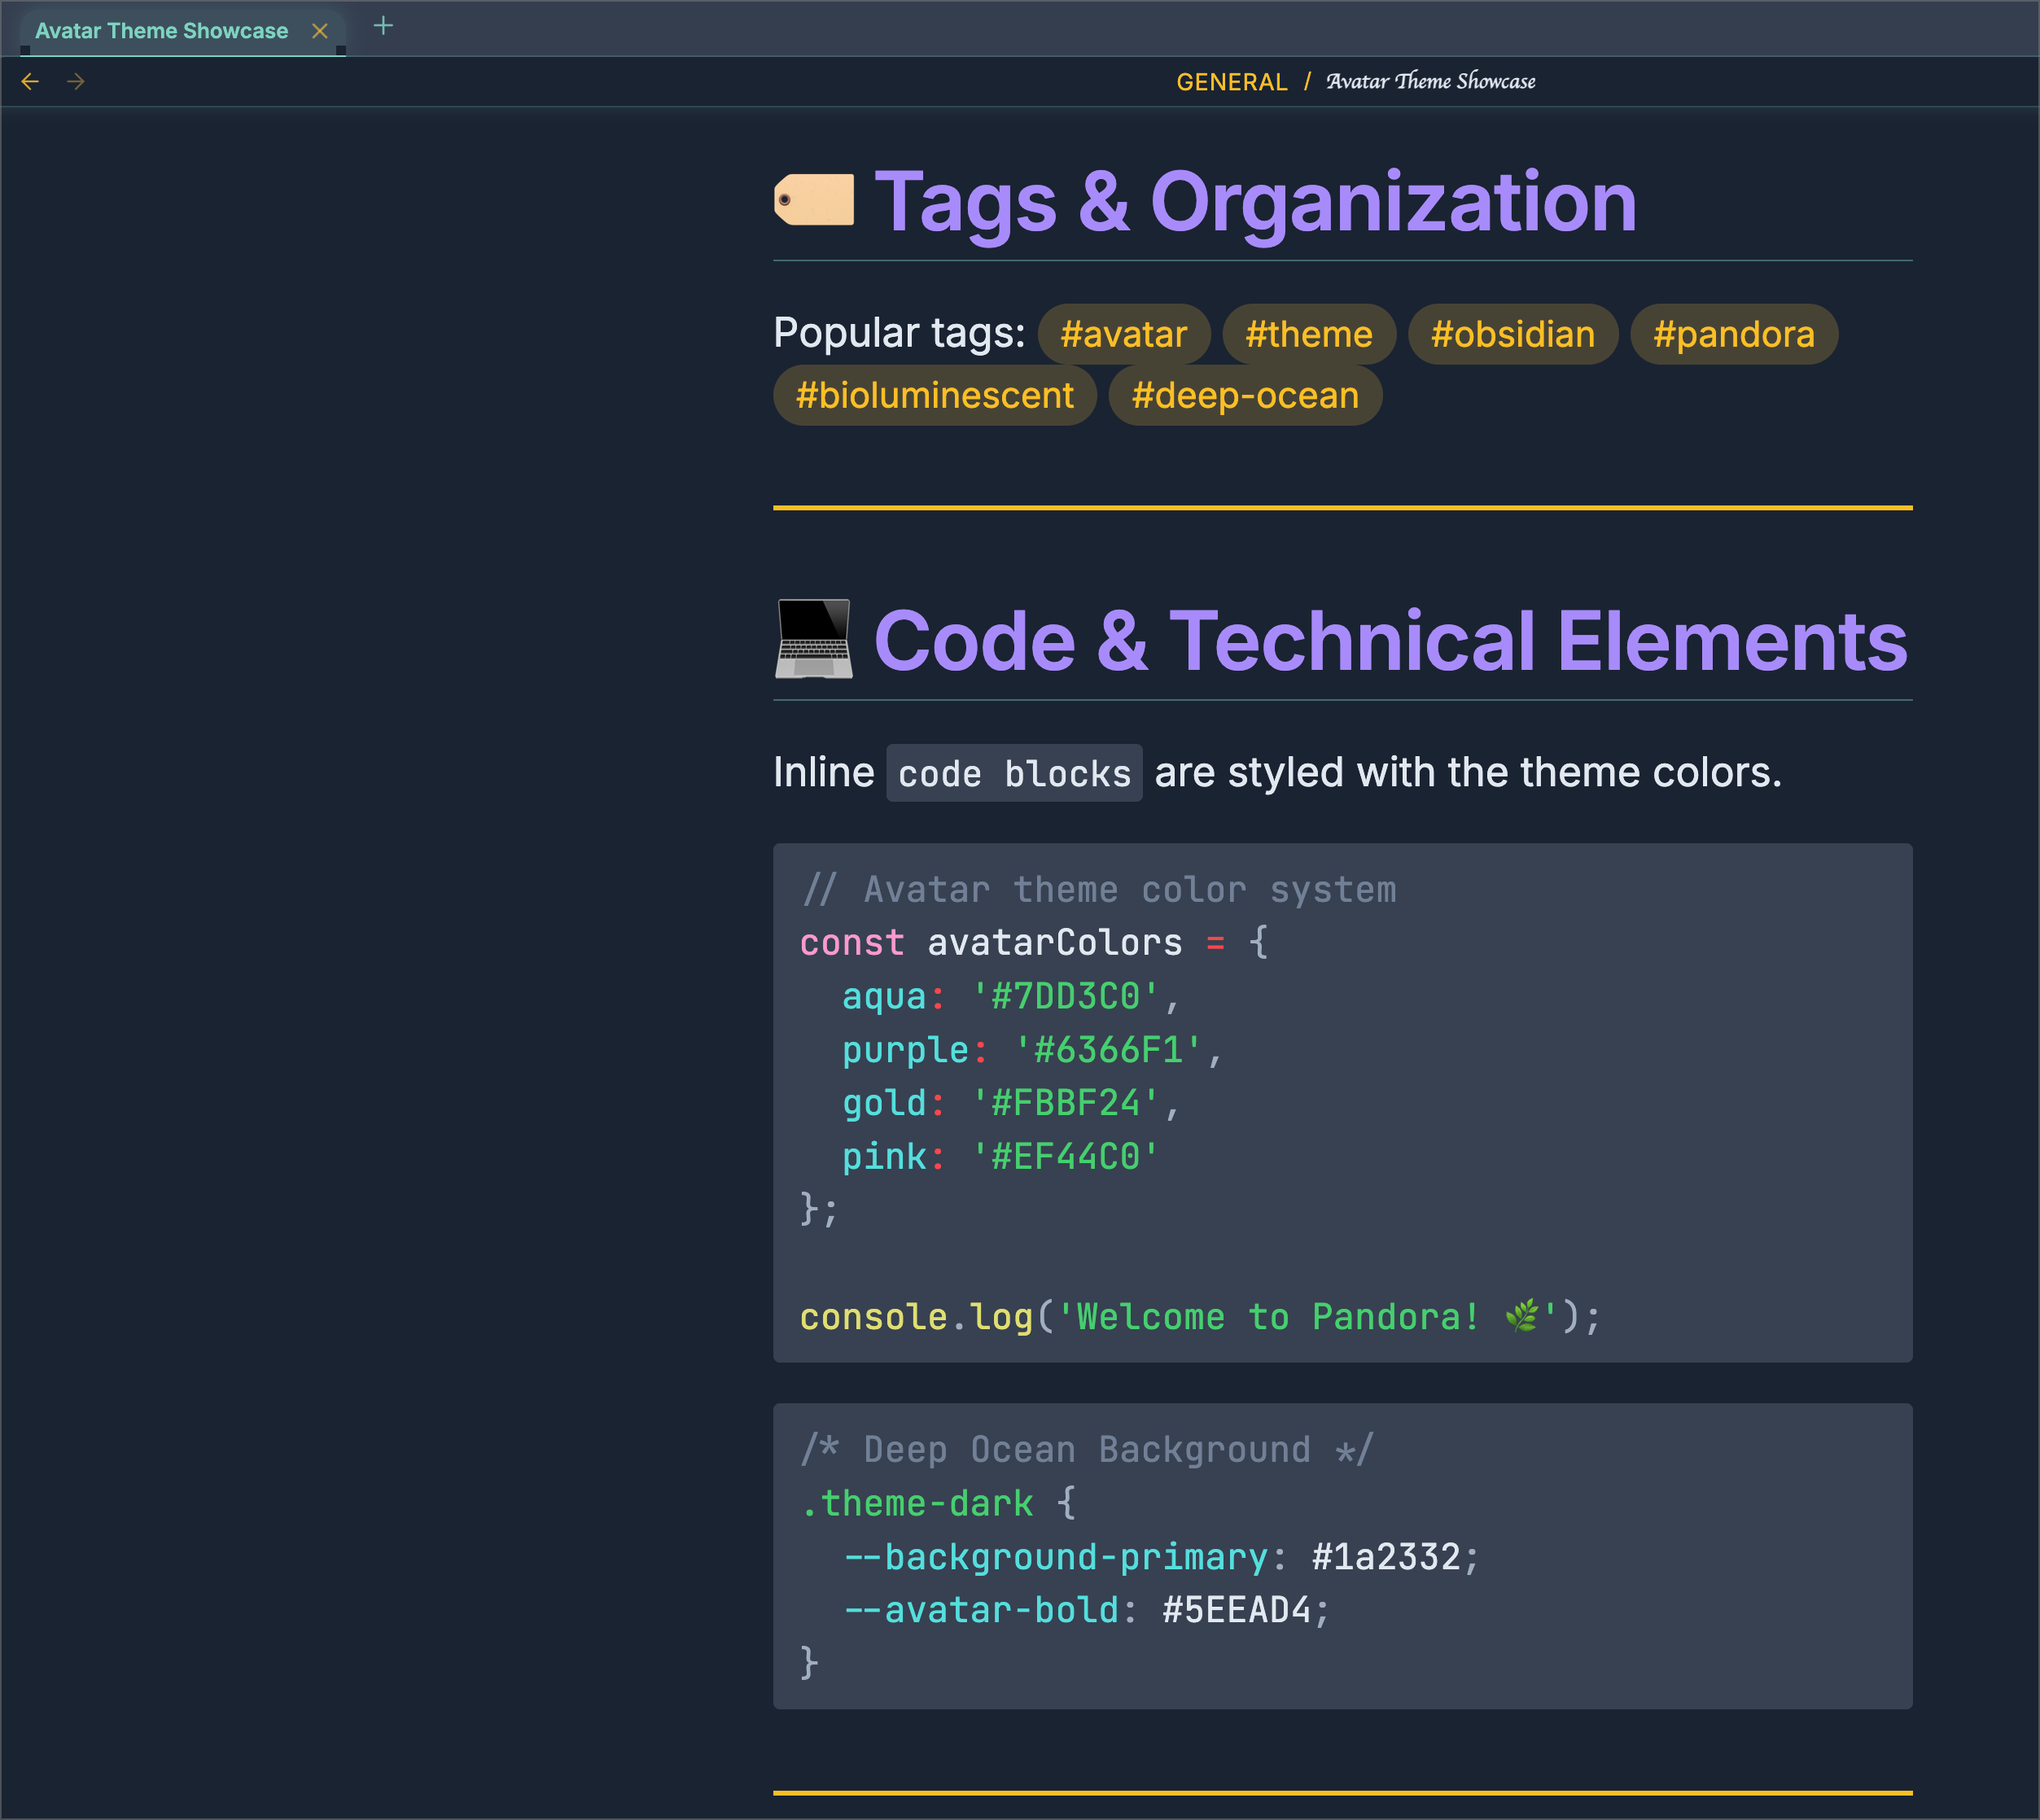 Avatar Theme Showcase
GENERAL / Avatar Theme Showcase
🏷️ Tags & Organization
Popular tags: #avatar #theme #obsidian #pandora
#bioluminescent #deep-ocean
💻 Code & Technical Elements
Inline code blocks are styled with the theme colors.
// Avatar theme color system
const avatarColors = {
  aqua: '#7DD3C0',
  purple: '#6366F1',
  gold: '#FBBF24',
  pink: '#EF44C0'
};
console.log('Welcome to Pandora! 🌿');
/* Deep Ocean Background */
.theme-dark {
  --background-primary: #1a2332;
  --avatar-bold: #5EEAD4;
}